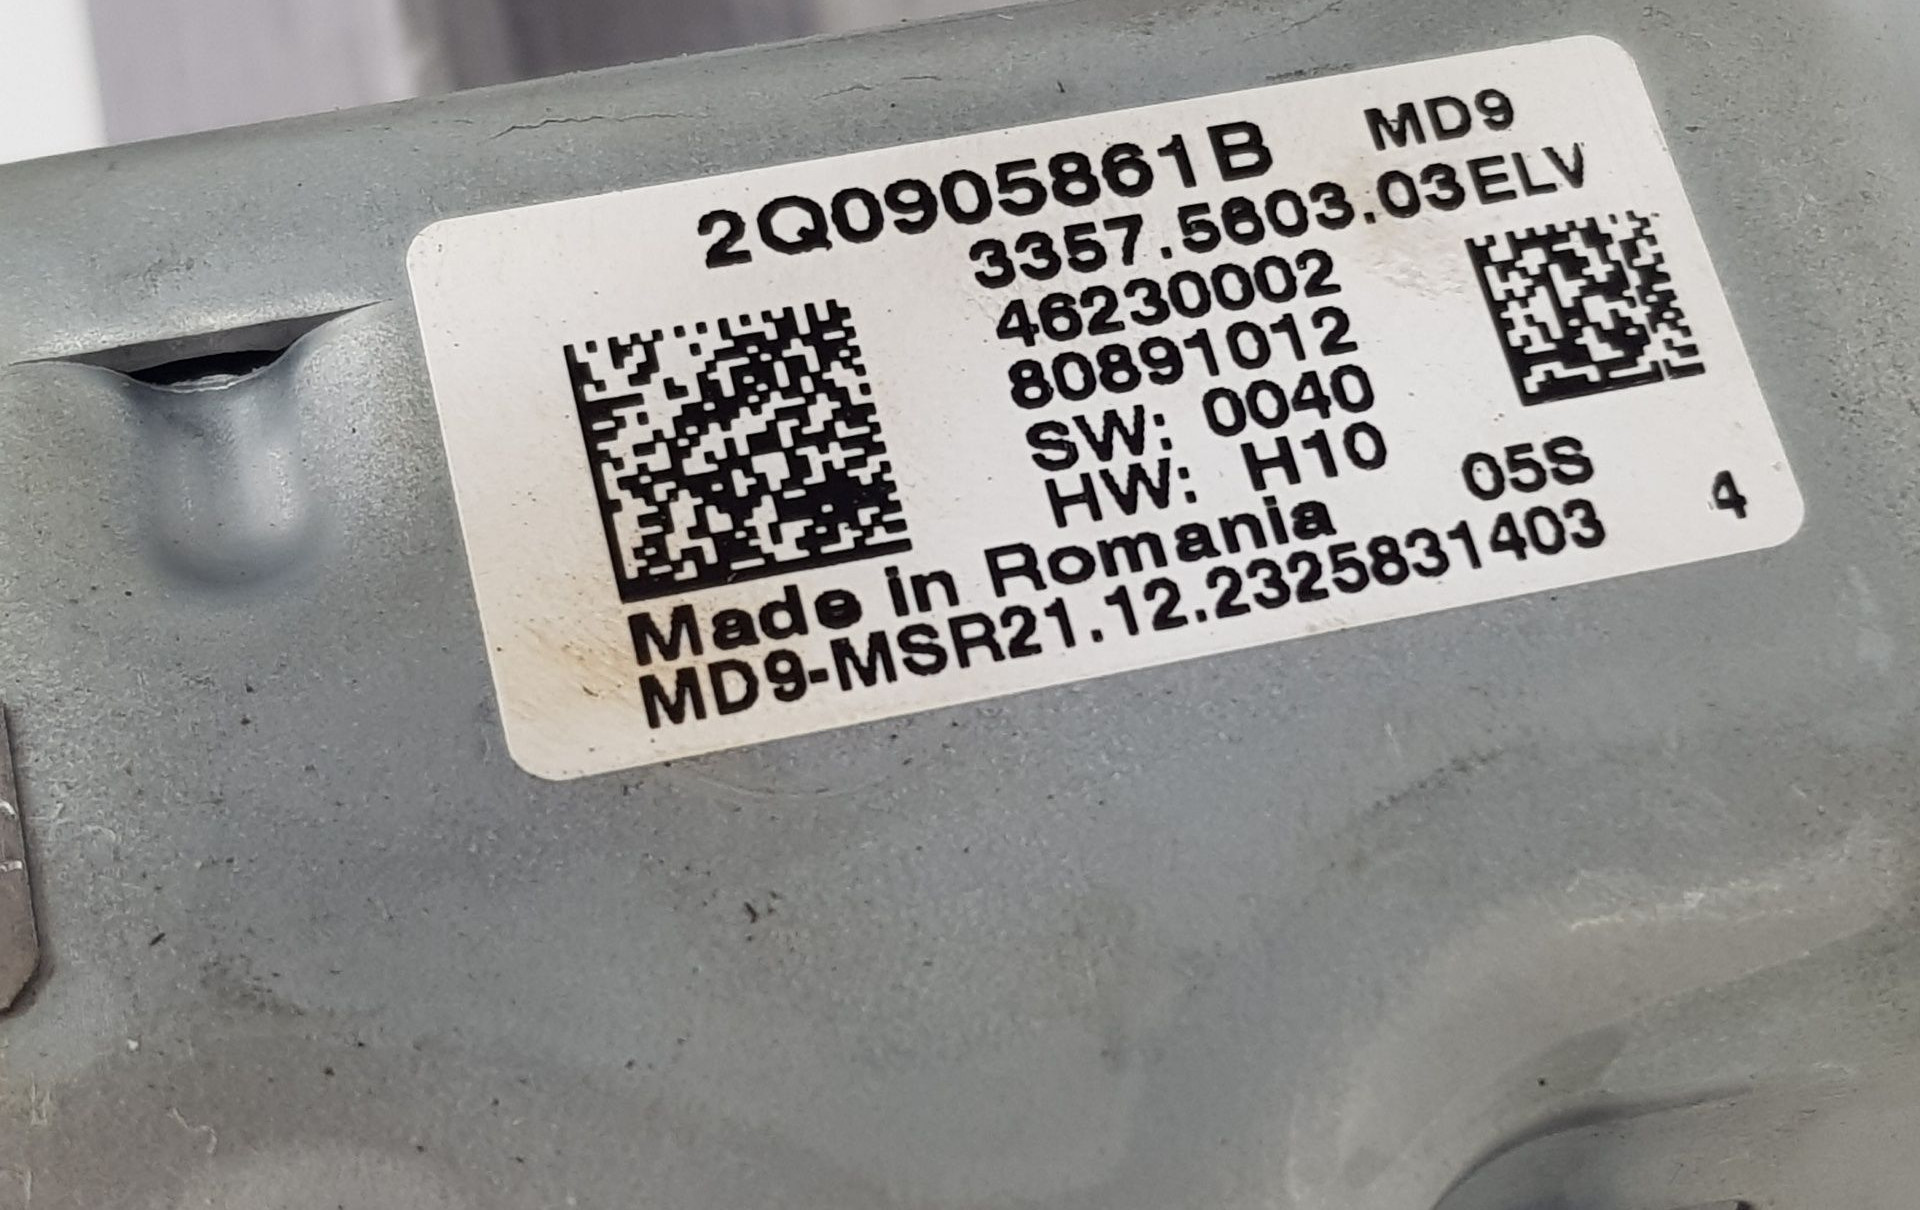 2Q0905861B MD9
3357.5603.03ELV
46230002
80891012
SW: 0040
HW: H10 05S
Made in Romania 4
MD9-MSR21.12.2325831403